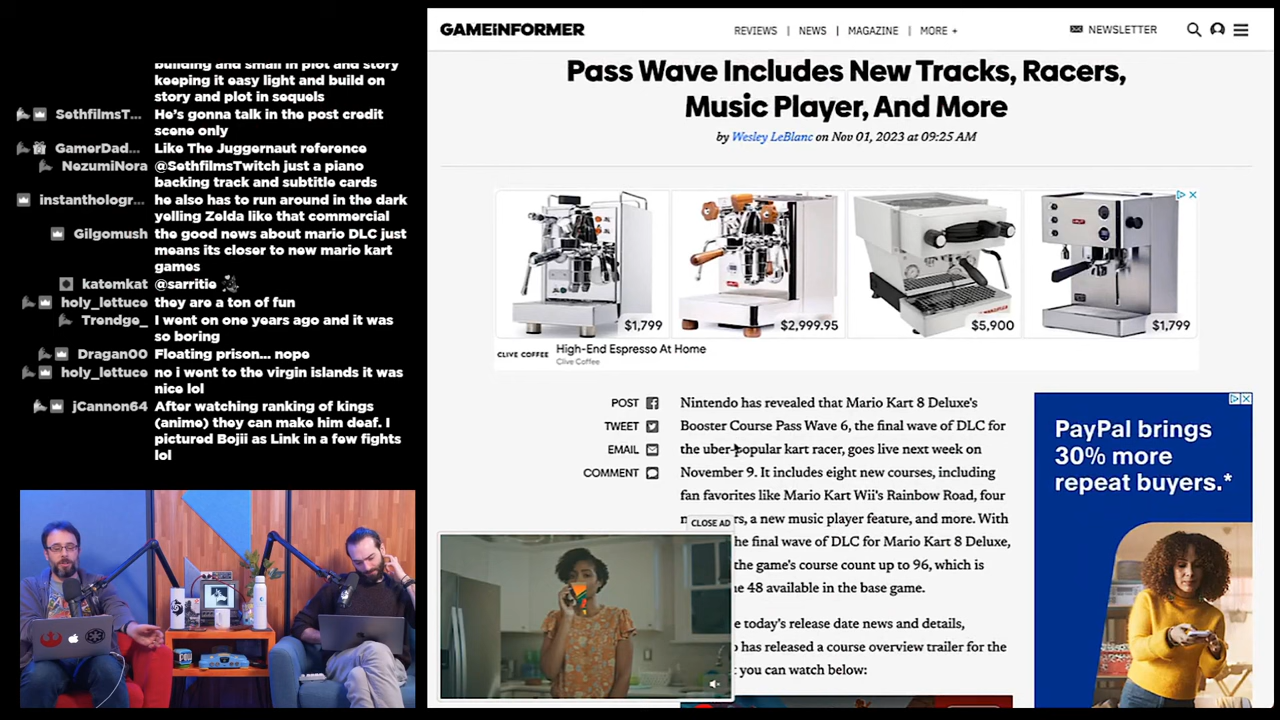 building and small in plot and story
keeping it easy light and build on
story and plot in sequels
SethfilmsT... He's gonna talk in the post credit
scene only
GamerDad... Like The Juggernaut reference
NezumiNora @SethfilmsTwitch just a piano
backing track and subtitle cards
instanthologr... he also has to run around in the dark
yelling Zelda like that commercial
Gilgomush the good news about mario DLC just
means its closer to new mario kart
games
katemkat @sarritie
holy_lettuce they are a ton of fun
Trendge_ I went on one years ago and it was
so boring
Dragan00 Floating prison... nope
holy_lettuce no i went to the virgin islands it was
nice lol
jCannon64 After watching ranking of kings
(anime) they can make him deaf. I
pictured Bojii as Link in a few fights
lol
GAMEINFORMER
REVIEWS | NEWS | MAGAZINE | MORE +
NEWSLETTER
Pass Wave Includes New Tracks, Racers,
Music Player, And More
by Wesley LeBlanc on Nov 01, 2023 at 09:25 AM
$1,799 $2,999.95 $5,900 $1,799
CLIVE COFFEE High-End Espresso At Home
Clive Coffee
POST
TWEET
EMAIL
COMMENT
Nintendo has revealed that Mario Kart 8 Deluxe's
Booster Course Pass Wave 6, the final wave of DLC for
the uber-popular kart racer, goes live next week on
November 9. It includes eight new courses, including
fan favorites like Mario Kart Wii's Rainbow Road, four
a new music player feature, and more. With
he final wave of DLC for Mario Kart 8 Deluxe,
the game's course count up to 96, which is
48 available in the base game.
today's release date news and details,
has released a course overview trailer for the
you can watch below:
CLOSE AD
PayPal brings
30% more
repeat buyers.*